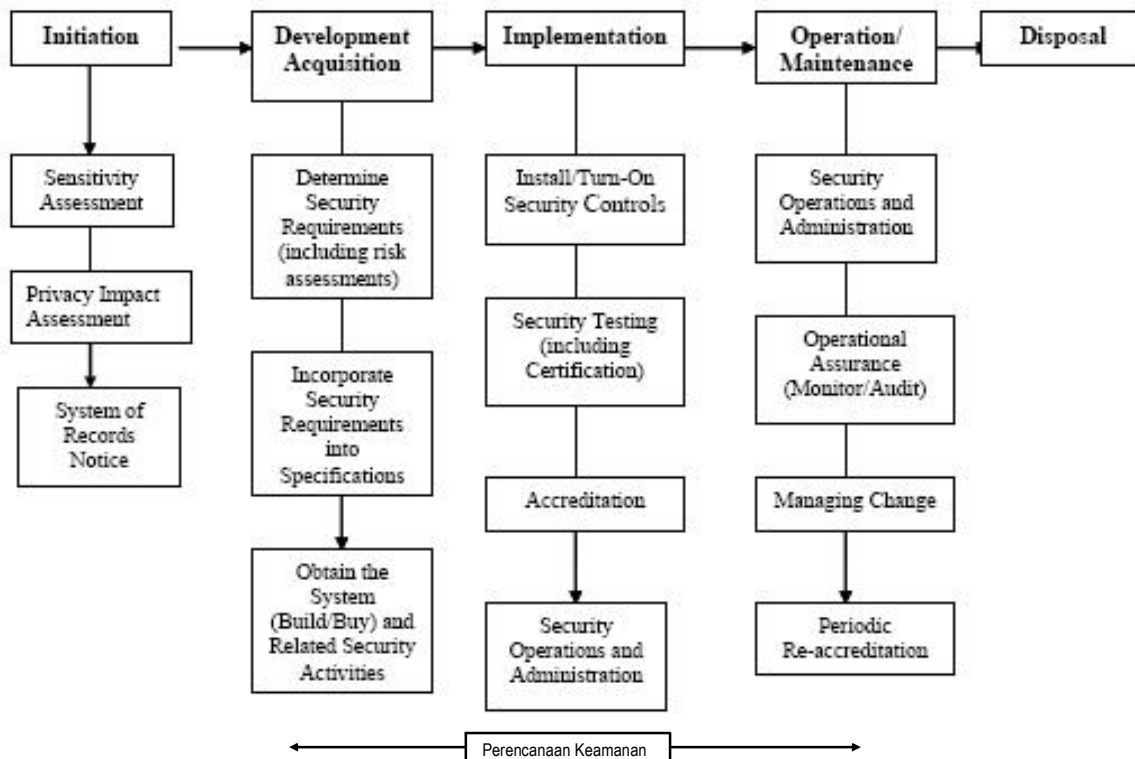 Initiation
Development
Acquisition
Implementation
Operation/
Maintenance
Disposal
Sensitivity
Assessment
Privacy Impact
Assessment
System of
Records
Notice
Determine
Security
Requirements
(including risk
assessments)
Incorporate
Security
Requirements
into
Specifications
Obtain the
System
(Build/Buy) and
Related Security
Activities
Install/Turn-On
Security Controls
Security Testing
(including
Certification)
Accreditation
Security
Operations and
Administration
Security
Operations and
Administration
Operational
Assurance
(Monitor/Audit)
Managing Change
Periodic
Re-accreditation
Perencanaan Keamanan